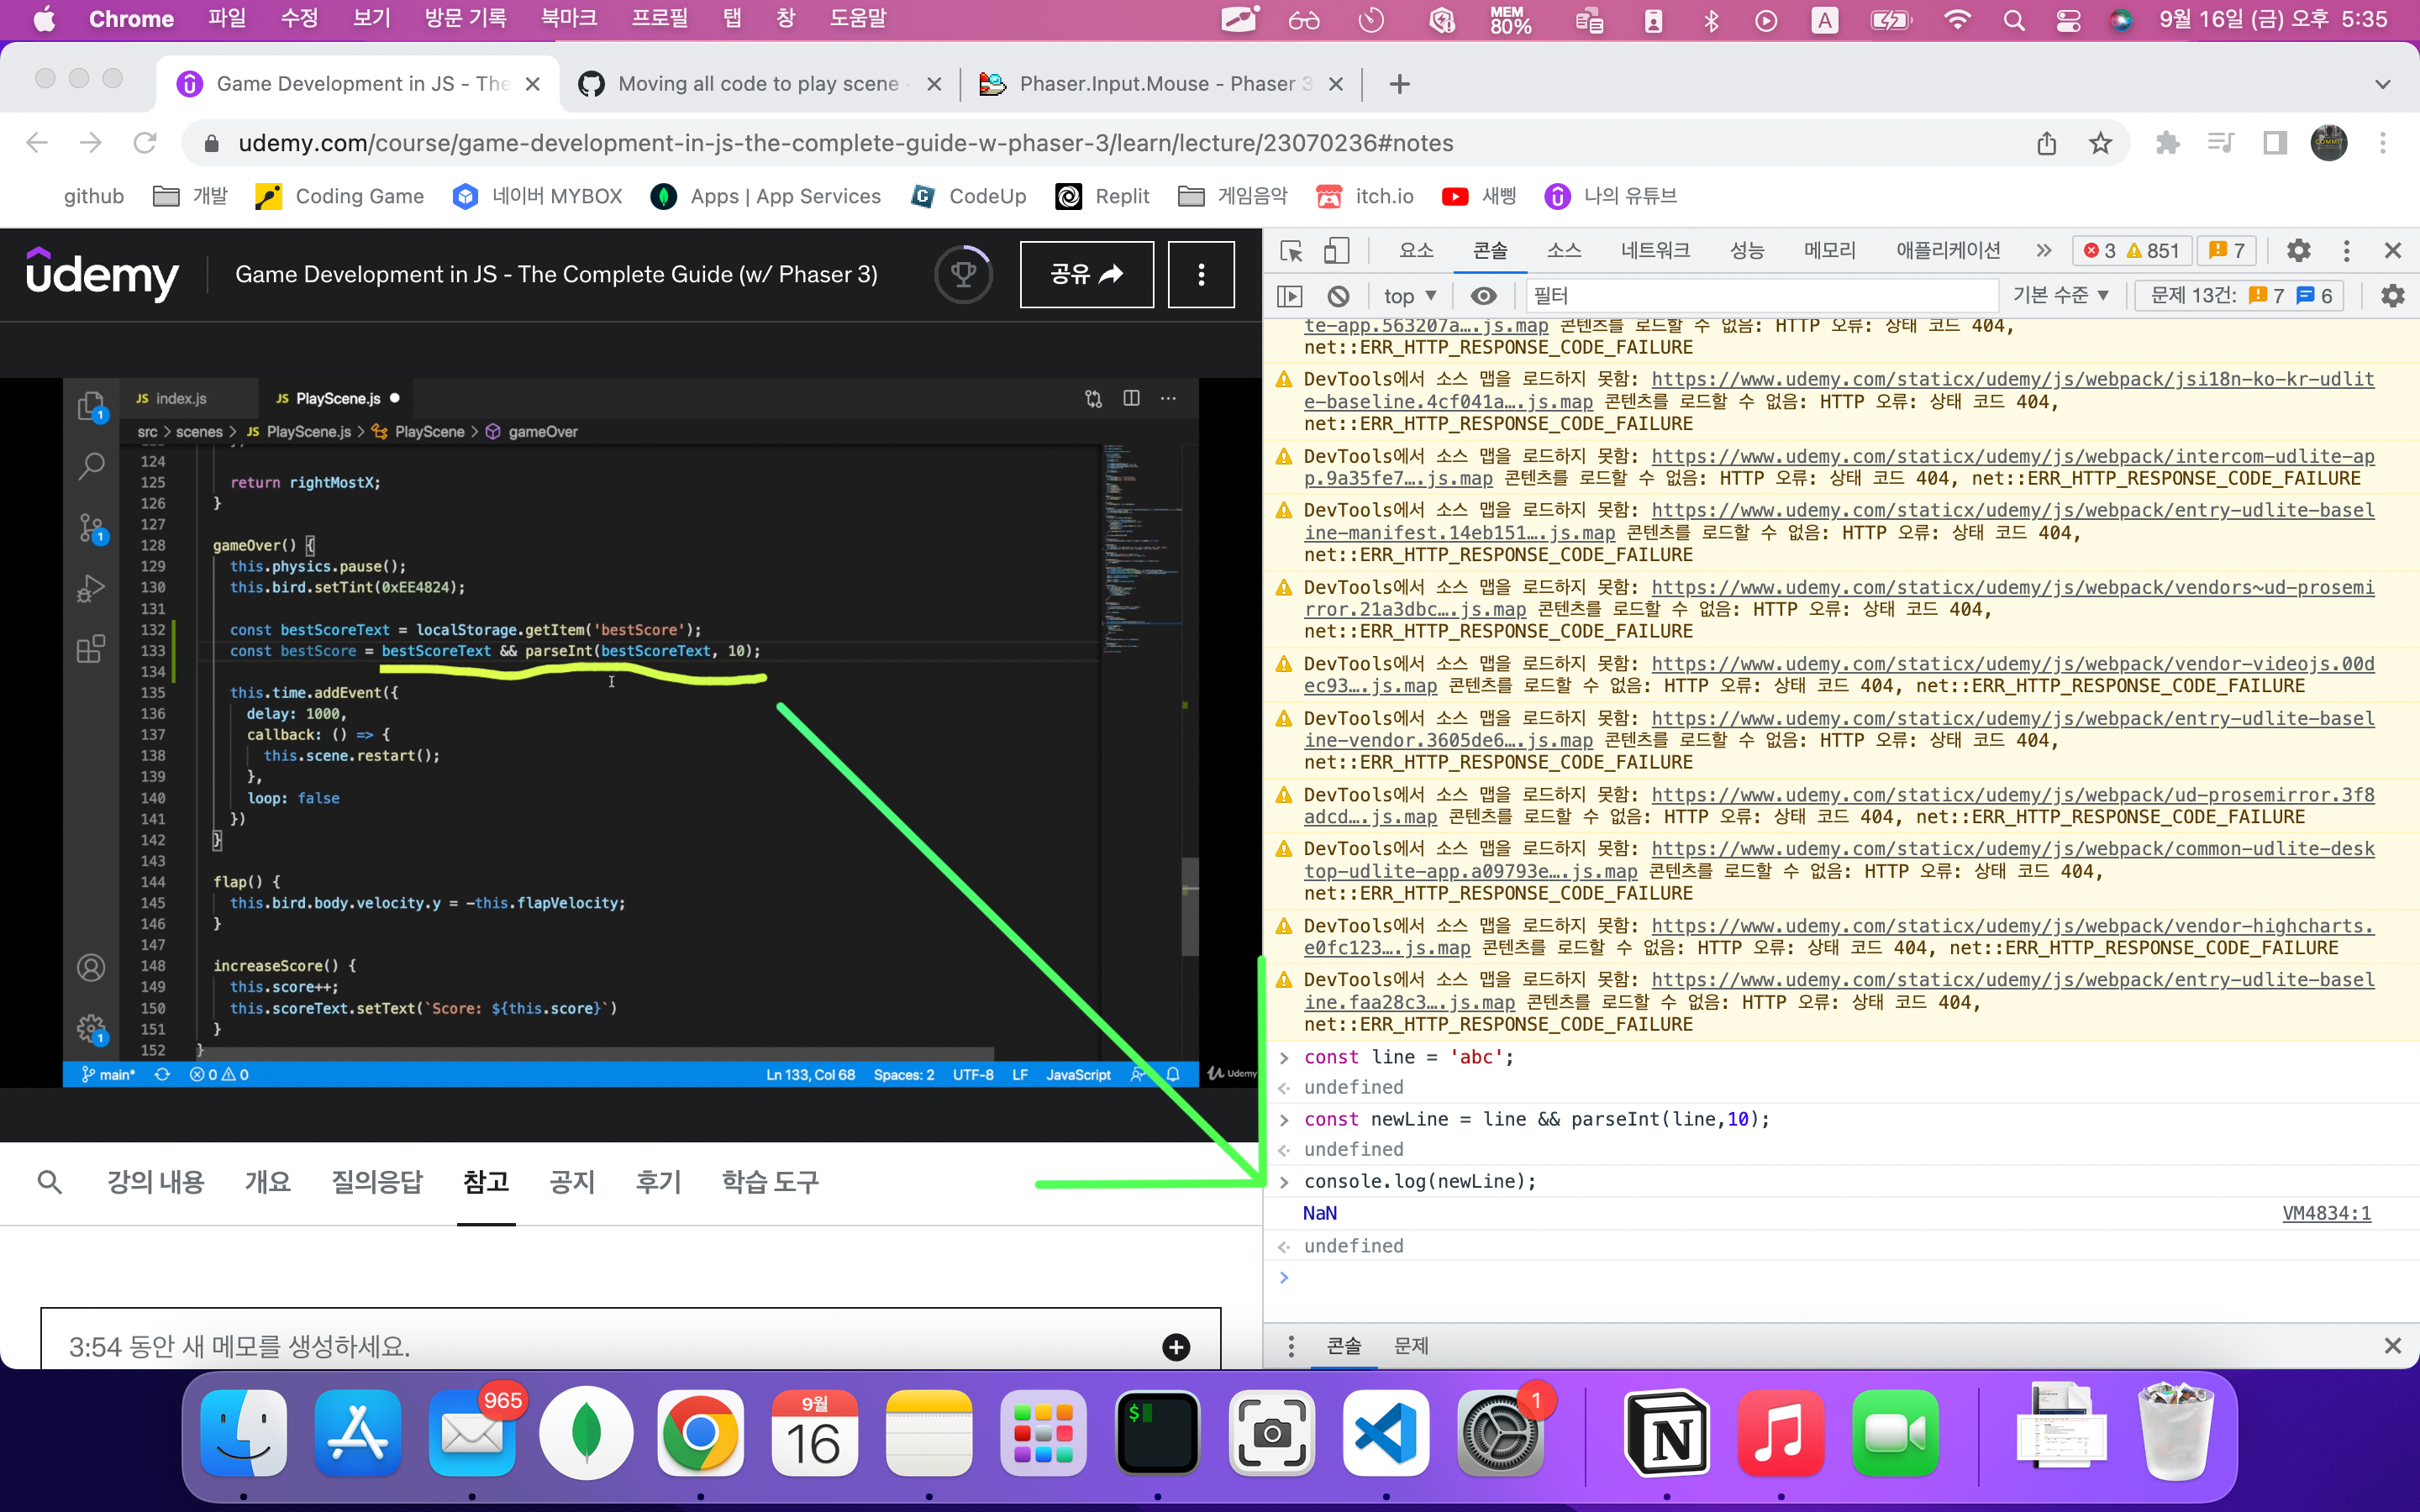 Chrome 파일 수정 보기 방문 기록 북마크 프로필 탭 창 도움말 MEM 80% A 9월 16일 (금) 오후 5:35
Game Development in JS - The Moving all code to play scene Phaser.Input.Mouse - Phaser 3
udemy.com/course/game-development-in-js-the-complete-guide-w-phaser-3/learn/lecture/23070236#notes
github 개발 Coding Game 네이버 MYBOX Apps | App Services CodeUp Replit 게임음악 itch.io 새삥 나의 유튜브
udemy Game Development in JS - The Complete Guide (w/ Phaser 3) 공유
JS index.js JS PlayScene.js
src > scenes > JS PlayScene.js > PlayScene > gameOver
124
125 return rightMostX;
126 }
127
128 gameOver() {
129 this.physics.pause();
130 this.bird.setTint(0xEE4824);
131
132 const bestScoreText = localStorage.getItem('bestScore');
133 const bestScore = bestScoreText && parseInt(bestScoreText, 10);
134
135 this.time.addEvent({
136 delay: 1000,
137 callback: () => {
138 this.scene.restart();
139 },
140 loop: false
141 })
142 }
143
144 flap() {
145 this.bird.body.velocity.y = -this.flapVelocity;
146 }
147
148 increaseScore() {
149 this.score++;
150 this.scoreText.setText(`Score: ${this.score}`)
151 }
152 }
main* 0 0 Ln 133, Col 68 Spaces: 2 UTF-8 LF JavaScript Udemy
강의 내용 개요 질의응답 참고 공지 후기 학습 도구
3:54 동안 새 메모를 생성하세요.
요소 콘솔 소스 네트워크 성능 메모리 애플리케이션 » 3 851 7
top ▼ 필터 기본 수준 ▼ 문제 13건: 7 6
te-app.563207a….js.map 콘텐츠를 로드할 수 없음: HTTP 오류: 상태 코드 404,
net::ERR_HTTP_RESPONSE_CODE_FAILURE
DevTools에서 소스 맵을 로드하지 못함: https://www.udemy.com/staticx/udemy/js/webpack/jsi18n-ko-kr-udlit
e-baseline.4cf041a….js.map 콘텐츠를 로드할 수 없음: HTTP 오류: 상태 코드 404,
net::ERR_HTTP_RESPONSE_CODE_FAILURE
DevTools에서 소스 맵을 로드하지 못함: https://www.udemy.com/staticx/udemy/js/webpack/intercom-udlite-ap
p.9a35fe7….js.map 콘텐츠를 로드할 수 없음: HTTP 오류: 상태 코드 404, net::ERR_HTTP_RESPONSE_CODE_FAILURE
DevTools에서 소스 맵을 로드하지 못함: https://www.udemy.com/staticx/udemy/js/webpack/entry-udlite-basel
ine-manifest.14eb151….js.map 콘텐츠를 로드할 수 없음: HTTP 오류: 상태 코드 404,
net::ERR_HTTP_RESPONSE_CODE_FAILURE
DevTools에서 소스 맵을 로드하지 못함: https://www.udemy.com/staticx/udemy/js/webpack/vendors~ud-prosemi
rror.21a3dbc….js.map 콘텐츠를 로드할 수 없음: HTTP 오류: 상태 코드 404,
net::ERR_HTTP_RESPONSE_CODE_FAILURE
DevTools에서 소스 맵을 로드하지 못함: https://www.udemy.com/staticx/udemy/js/webpack/vendor-videojs.00d
ec93….js.map 콘텐츠를 로드할 수 없음: HTTP 오류: 상태 코드 404, net::ERR_HTTP_RESPONSE_CODE_FAILURE
DevTools에서 소스 맵을 로드하지 못함: https://www.udemy.com/staticx/udemy/js/webpack/entry-udlite-basel
ine-vendor.3605de6….js.map 콘텐츠를 로드할 수 없음: HTTP 오류: 상태 코드 404,
net::ERR_HTTP_RESPONSE_CODE_FAILURE
DevTools에서 소스 맵을 로드하지 못함: https://www.udemy.com/staticx/udemy/js/webpack/ud-prosemirror.3f8
adcd….js.map 콘텐츠를 로드할 수 없음: HTTP 오류: 상태 코드 404, net::ERR_HTTP_RESPONSE_CODE_FAILURE
DevTools에서 소스 맵을 로드하지 못함: https://www.udemy.com/staticx/udemy/js/webpack/common-udlite-desk
top-udlite-app.a09793e….js.map 콘텐츠를 로드할 수 없음: HTTP 오류: 상태 코드 404,
net::ERR_HTTP_RESPONSE_CODE_FAILURE
DevTools에서 소스 맵을 로드하지 못함: https://www.udemy.com/staticx/udemy/js/webpack/vendor-highcharts.
e0fc123….js.map 콘텐츠를 로드할 수 없음: HTTP 오류: 상태 코드 404, net::ERR_HTTP_RESPONSE_CODE_FAILURE
DevTools에서 소스 맵을 로드하지 못함: https://www.udemy.com/staticx/udemy/js/webpack/entry-udlite-basel
ine.faa28c3….js.map 콘텐츠를 로드할 수 없음: HTTP 오류: 상태 코드 404,
net::ERR_HTTP_RESPONSE_CODE_FAILURE
> const line = 'abc';
undefined
> const newLine = line && parseInt(line,10);
undefined
> console.log(newLine);
NaN VM4834:1
undefined
>
콘솔 문제
965 9월 16 $ 1 N